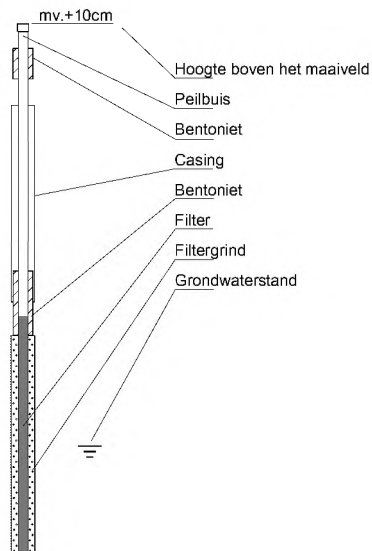 mv.+10cm
Hoogte boven het maaiveld
Peilbuis
Bentoniet
Casing
Bentoniet
Filter
Filtergrind
Grondwaterstand